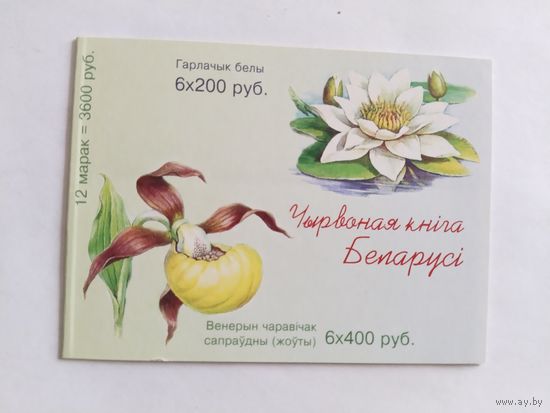 12 марак = 3600 руб.
Гарлачык белы
6х200 руб.
Чырвоная кніга
Беларусі
Венерын чаравічак
сапраўдны (жоўты) 6х400 руб.
www.ay.by